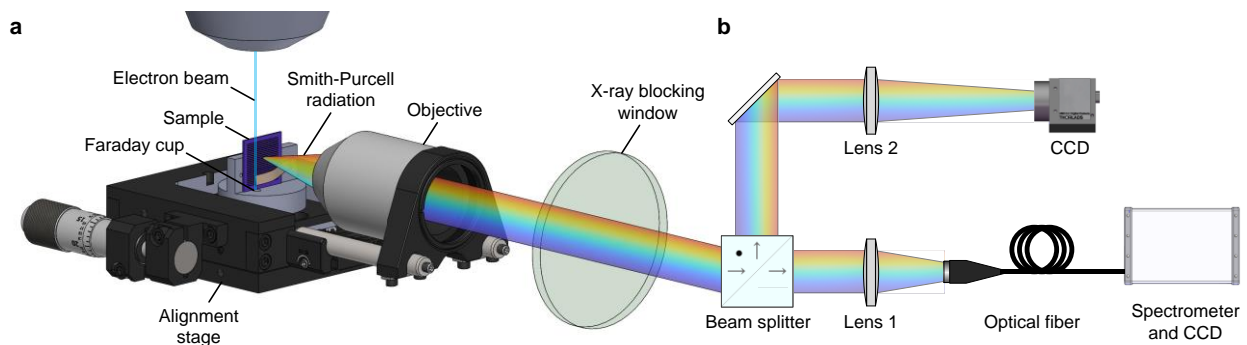 a
b
Electron beam
Smith-Purcell
radiation
Sample
Objective
Faraday cup
X-ray blocking
window
Lens 2
CCD
Alignment
stage
Beam splitter
Lens 1
Optical fiber
Spectrometer
and CCD